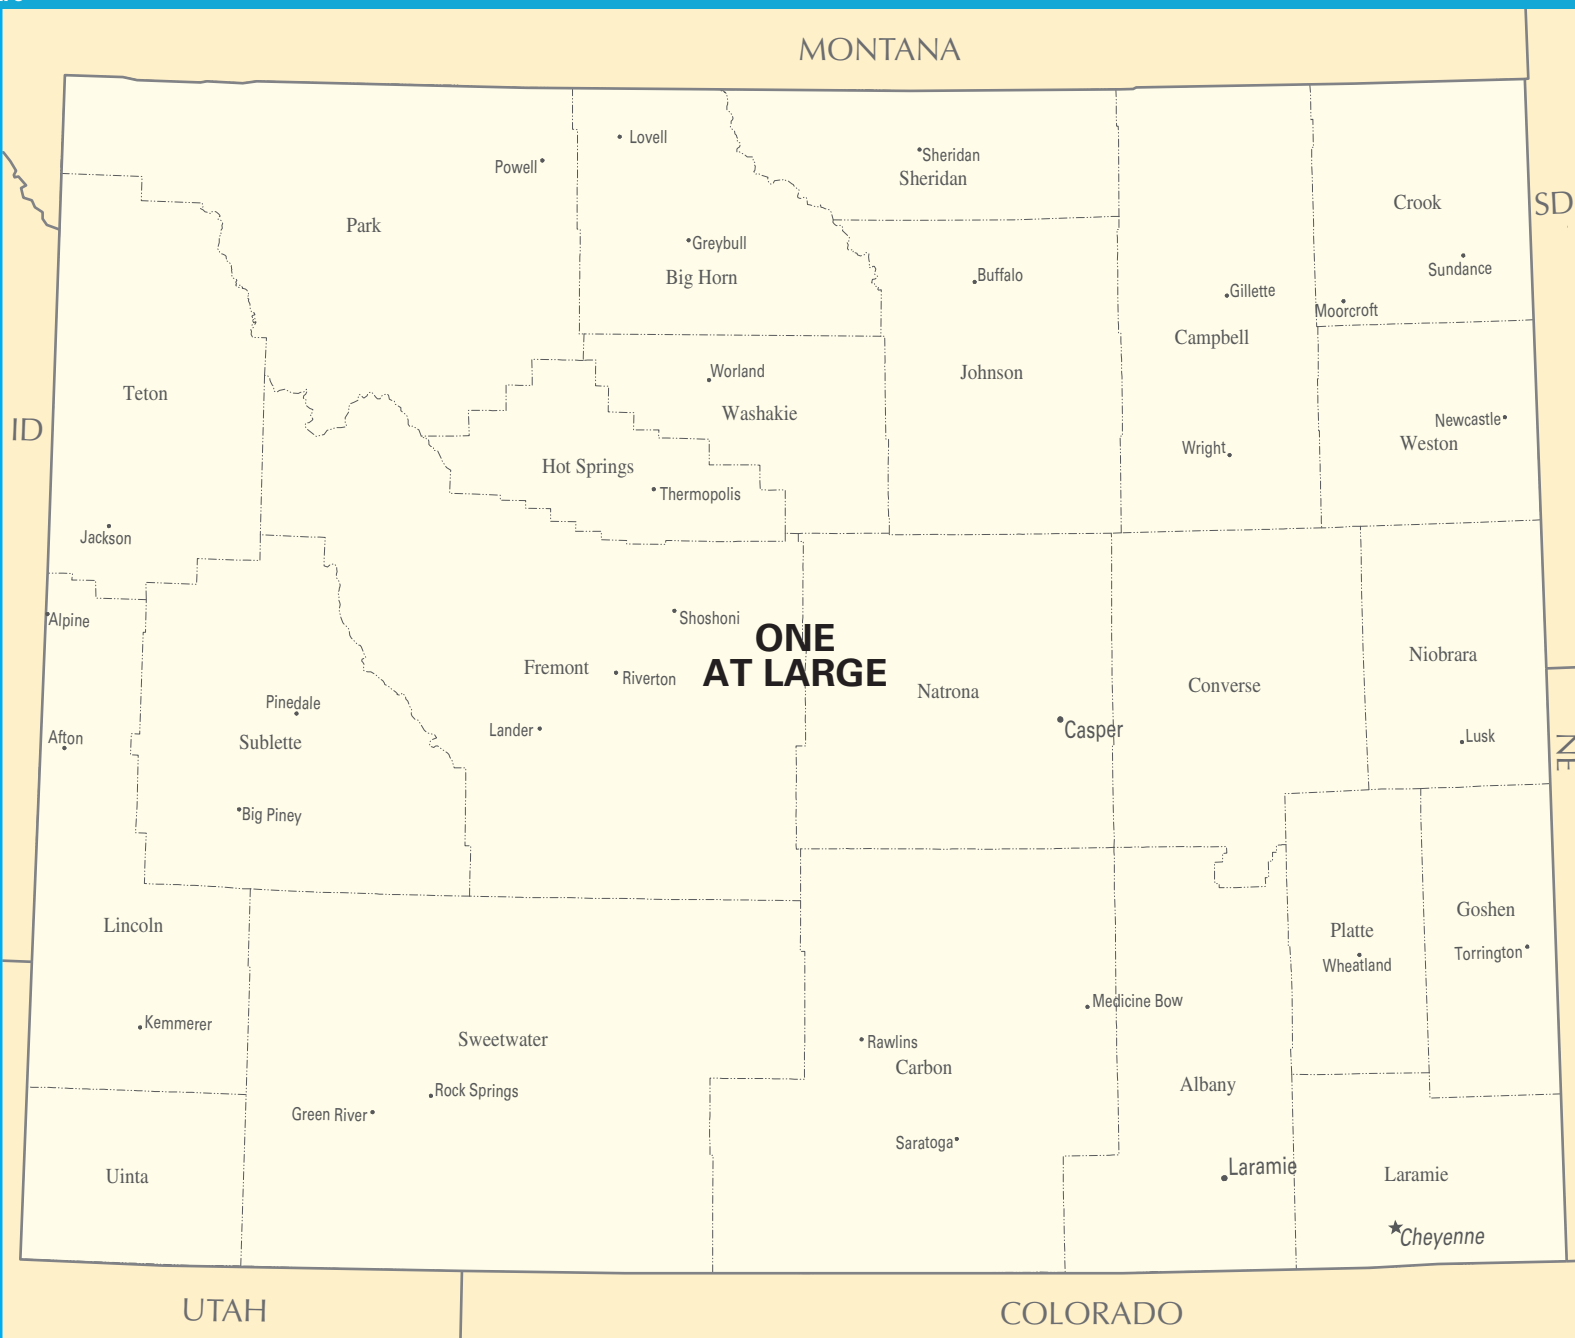 MONTANA
Lovell
Powell
Sheridan
Sheridan
Crook
SD
Park
Greybull
Big Horn
Buffalo
Sundance
Gillette
Moorcroft
Campbell
Worland
Johnson
Teton
Washakie
ID
Newcastle
Weston
Wright
Hot Springs
Thermopolis
Jackson
Alpine
Shoshoni
ONE
AT LARGE
Fremont
Riverton
Natrona
Converse
Niobrara
Pinedale
Lander
Casper
Afton
Sublette
Lusk
NE
Big Piney
Lincoln
Goshen
Platte
Torrington
Wheatland
Medicine Bow
Kemmerer
Sweetwater
Rawlins
Carbon
Rock Springs
Albany
Green River
Saratoga
Uinta
Laramie
Laramie
Cheyenne
UTAH
COLORADO